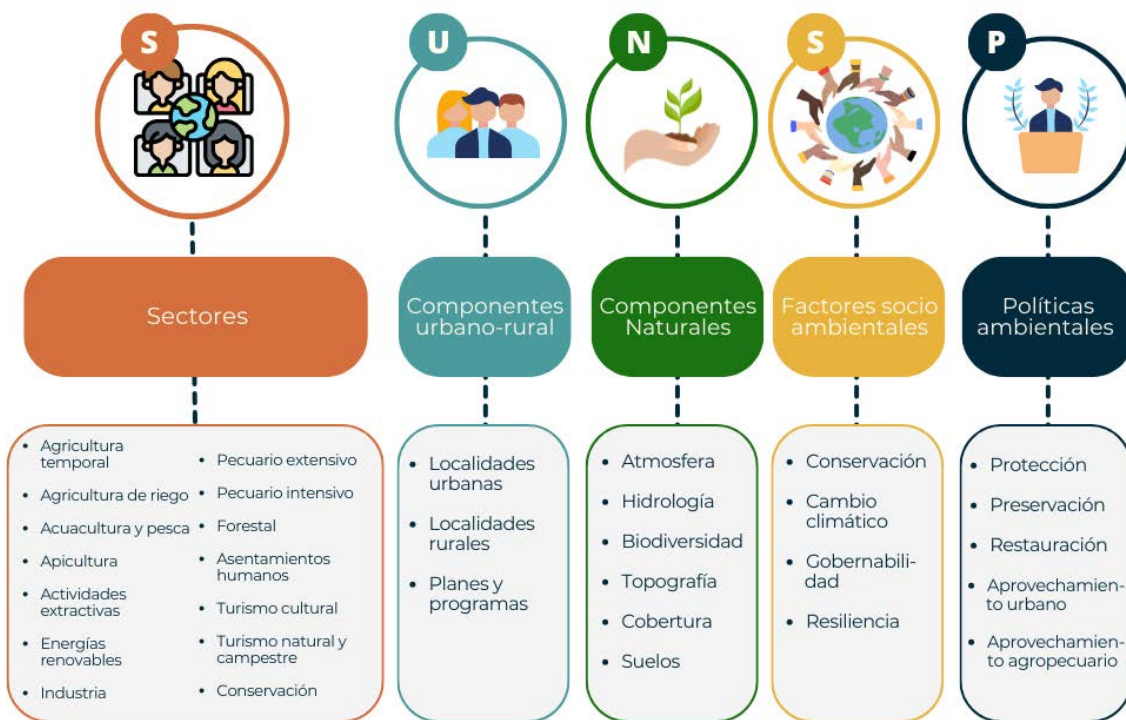 S
U
N
S
P
Sectores
Componentes
urbano-rural
Componentes
Naturales
Factores socio
ambientales
Políticas
ambientales
• Agricultura
temporal
• Agricultura de riego
• Acuacultura y pesca
• Apicultura
• Actividades
extractivas
• Energías
renovables
• Industria
• Pecuario extensivo
• Pecuario intensivo
• Forestal
• Asentamientos
humanos
• Turismo cultural
• Turismo natural y
campestre
• Conservación
• Localidades
urbanas
• Localidades
rurales
• Planes y
programas
• Atmosfera
• Hidrología
• Biodiversidad
• Topografía
• Cobertura
• Suelos
• Conservación
• Cambio
climático
• Gobernabili-
dad
• Resiliencia
• Protección
• Preservación
• Restauración
• Aprovechamien-
to urbano
• Aprovechamien-
to agropecuario